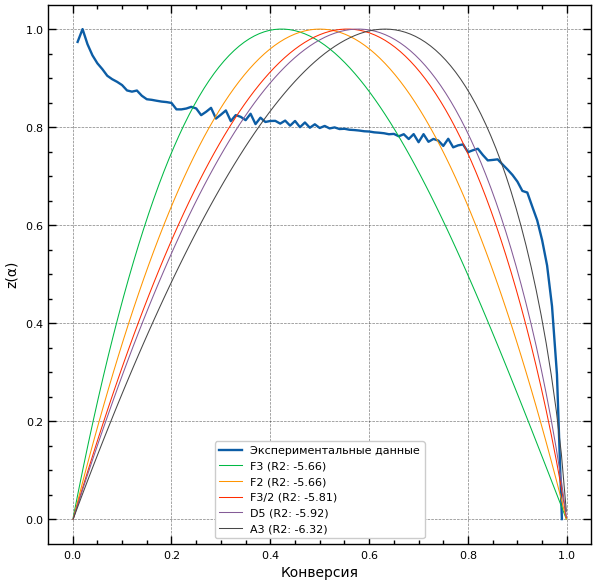 z(α)
1.0
0.8
0.6
0.4
0.2
0.0
Экспериментальные данные
F3 (R2: -5.66)
F2 (R2: -5.66)
F3/2 (R2: -5.81)
D5 (R2: -5.92)
A3 (R2: -6.32)
0.0 0.2 0.4 0.6 0.8 1.0
Конверсия